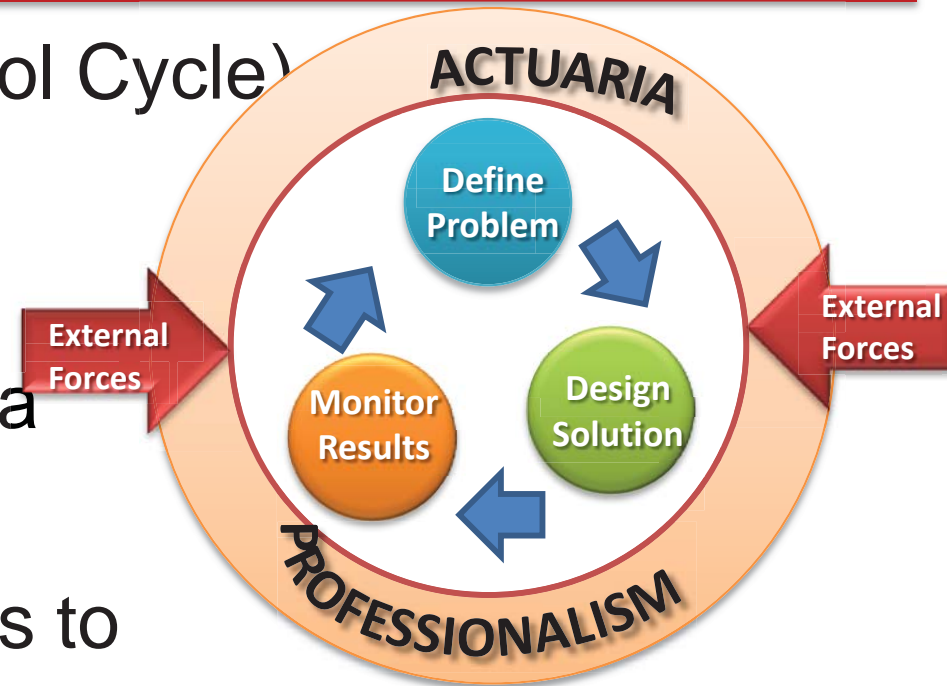 ol Cycle)
ACTUARIA
Define
Problem
External
Forces
External
Forces
a
Monitor
Results
Design
Solution
PROFESSIONALISM
s to